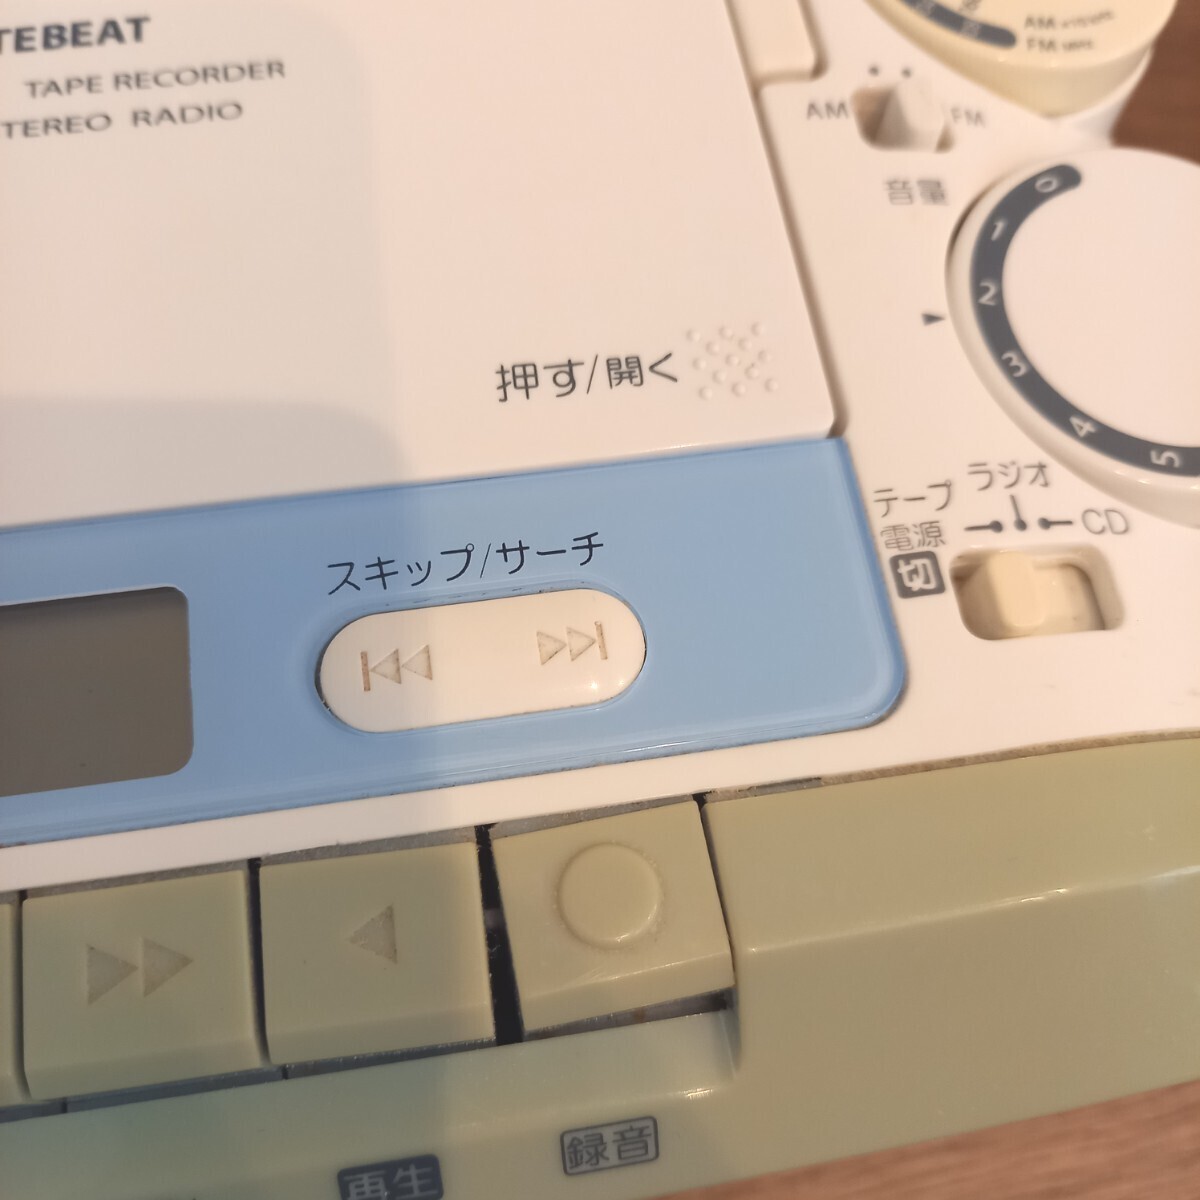 TEBEAT
TAPE RECORDER
TEREO RADIO
AM
FM
AM
FM
音量
0
1
2
3
4
5
押す/開く
テープ
ラジオ
電源
CD
切
スキップ/サーチ
録音
再生